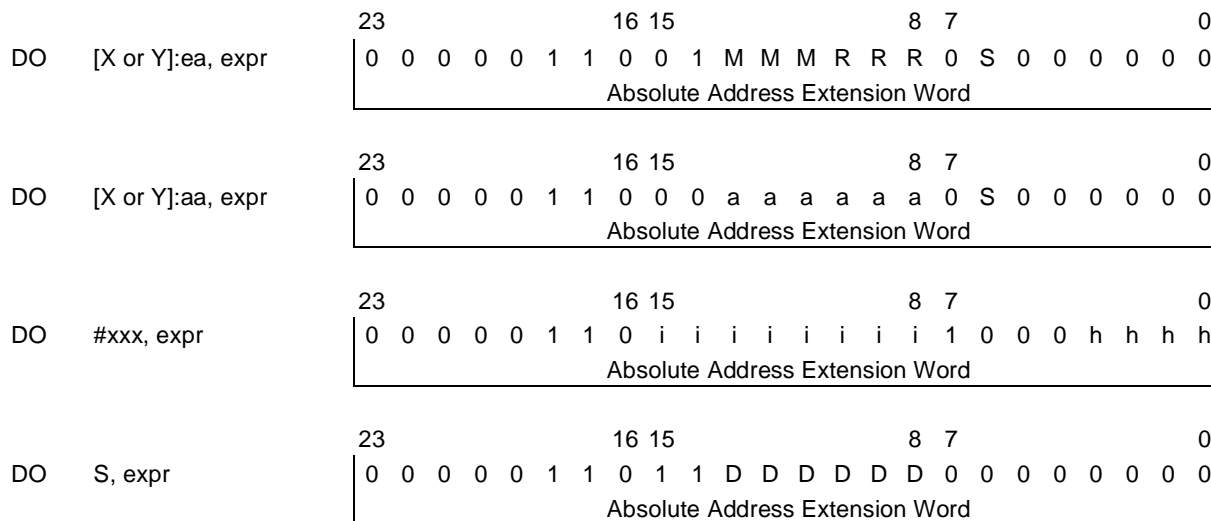 23 16 15 8 7 0
DO [X or Y]:ea, expr 0 0 0 0 0 1 1 0 0 1 M M M R R R 0 S 0 0 0 0 0 0
Absolute Address Extension Word
23 16 15 8 7 0
DO [X or Y]:aa, expr 0 0 0 0 0 1 1 0 0 0 a a a a a a 0 S 0 0 0 0 0 0
Absolute Address Extension Word
23 16 15 8 7 0
DO #xxx, expr 0 0 0 0 0 1 1 0 i i i i i i i i 1 0 0 0 h h h h
Absolute Address Extension Word
23 16 15 8 7 0
DO S, expr 0 0 0 0 0 1 1 0 1 1 D D D D D D 0 0 0 0 0 0 0 0
Absolute Address Extension Word